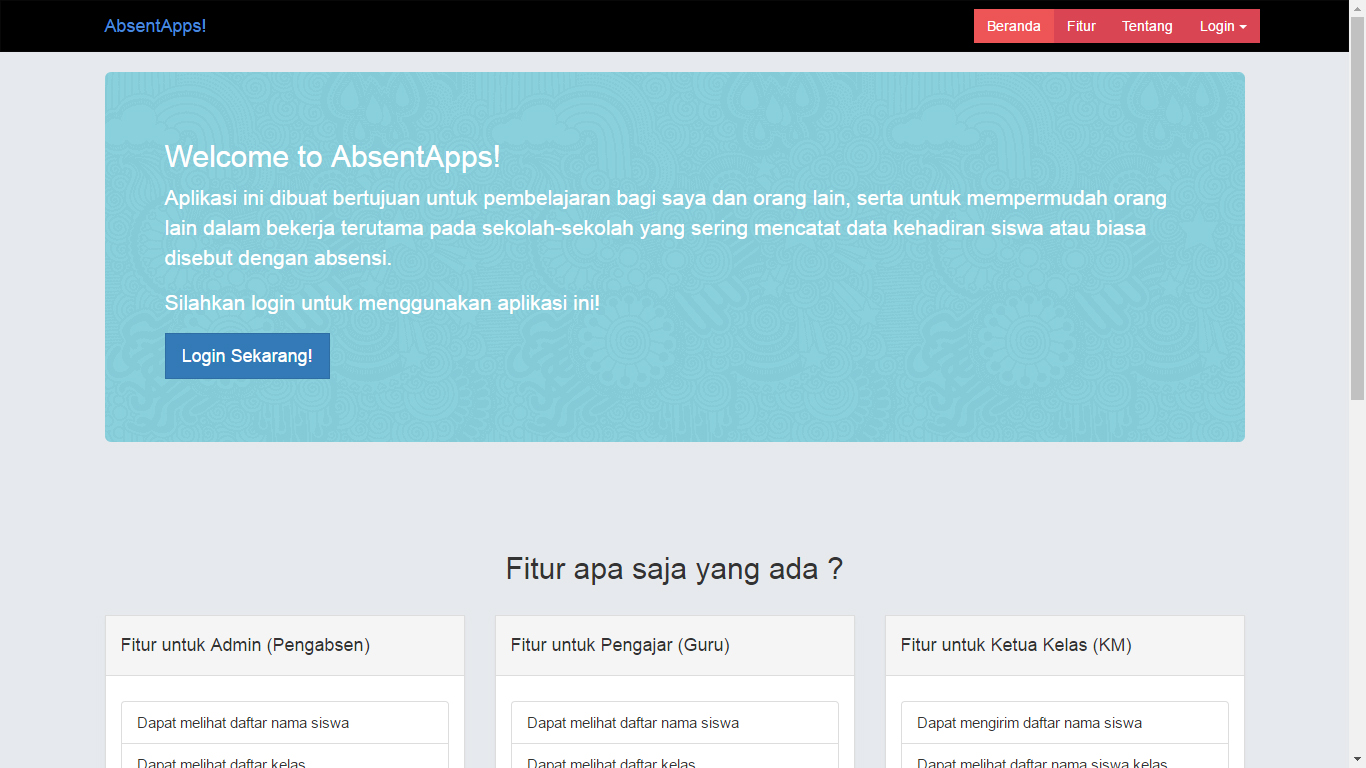 AbsentApps!
Beranda
Fitur
Tentang
Login
Welcome to AbsentApps!
Aplikasi ini dibuat bertujuan untuk pembelajaran bagi saya dan orang lain, serta untuk mempermudah orang
lain dalam bekerja terutama pada sekolah-sekolah yang sering mencatat data kehadiran siswa atau biasa
disebut dengan absensi.
Silahkan login untuk menggunakan aplikasi ini!
Login Sekarang!
Fitur apa saja yang ada ?
Fitur untuk Admin (Pengabsen)
Dapat melihat daftar nama siswa
Dapat melihat daftar kelas
Fitur untuk Pengajar (Guru)
Dapat melihat daftar nama siswa
Dapat melihat daftar kelas
Fitur untuk Ketua Kelas (KM)
Dapat mengirim daftar nama siswa
Dapat melihat daftar nama siswa kelas